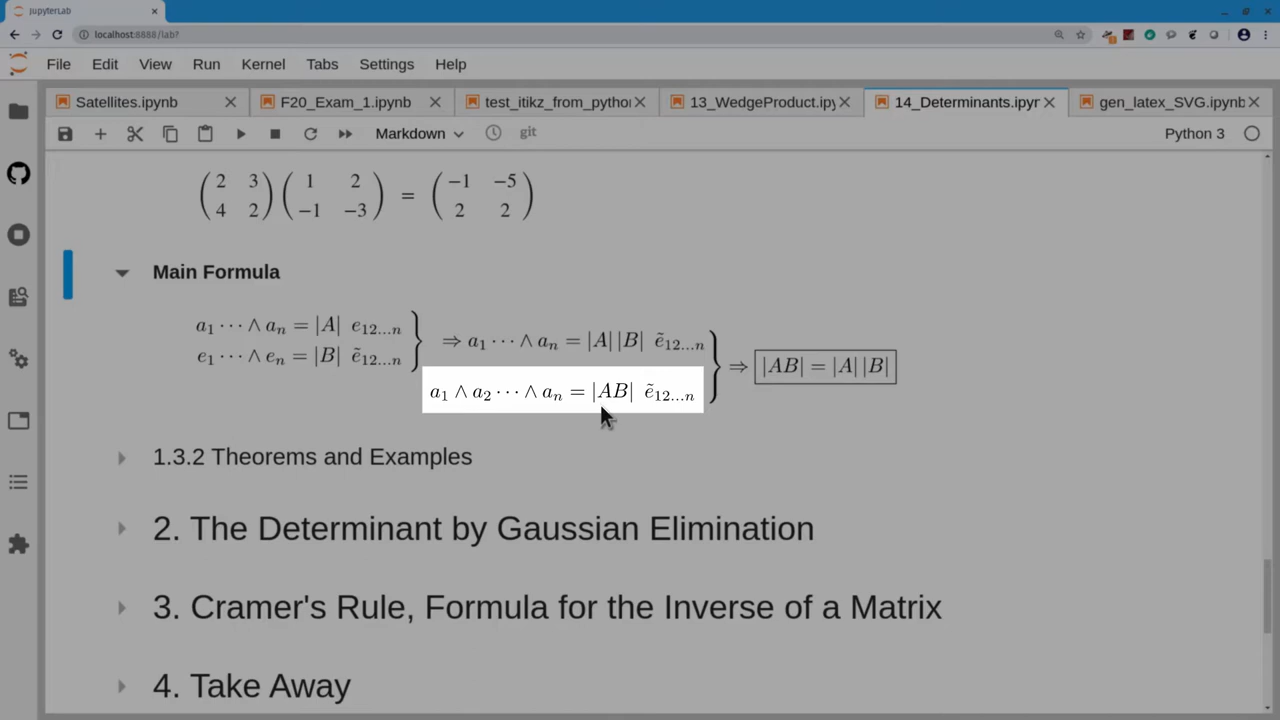 JupyterLab
localhost:8888/lab?
File Edit View Run Kernel Tabs Settings Help
Satellites.ipynb F20_Exam_1.ipynb test_itikz_from_pytho 13_WedgeProduct.ipy 14_Determinants.ipyn gen_latex_SVG.ipynb
Markdown git Python 3
(2 3; 4 2) (1 2; −1 −3) = (−1 −5; 2 2)
Main Formula
a₁ ⋯ ∧ aₙ = |A| e₁₂…ₙ
e₁ ⋯ ∧ eₙ = |B| ẽ₁₂…ₙ
} ⇒ a₁ ⋯ ∧ aₙ = |A| |B| ẽ₁₂…ₙ
a₁ ∧ a₂ ⋯ ∧ aₙ = |AB| ẽ₁₂…ₙ
} ⇒ |AB| = |A| |B|
1.3.2 Theorems and Examples
2. The Determinant by Gaussian Elimination
3. Cramer's Rule, Formula for the Inverse of a Matrix
4. Take Away